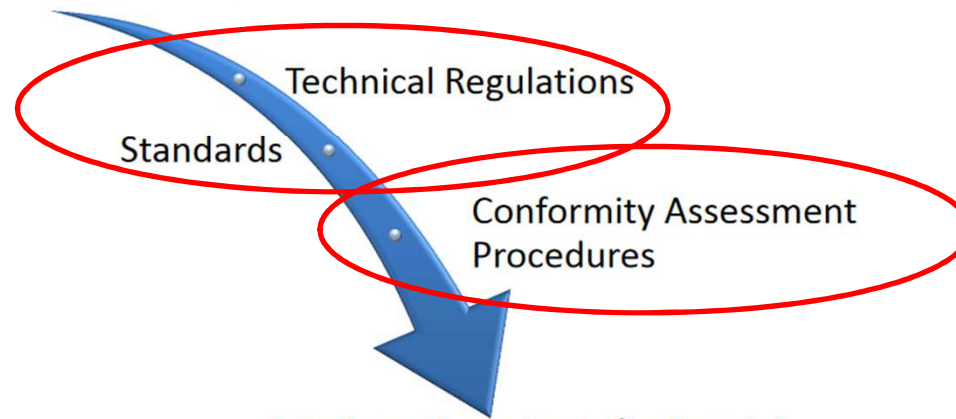 Technical Regulations
Standards
Conformity Assessment
Procedures